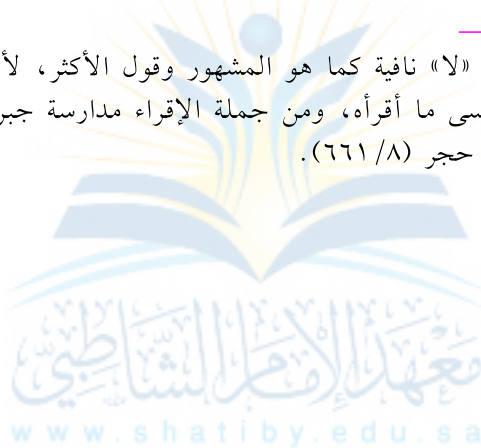 «لا» نافية كما هو المشهور وقول الأكثر، لأ
سى ما أقرأه، ومن جملة الإقراء مدارسة جبر
حجر (٨/ ٦٦١).
معهد الإمام الشاطبي
www.shatiby.edu.sa